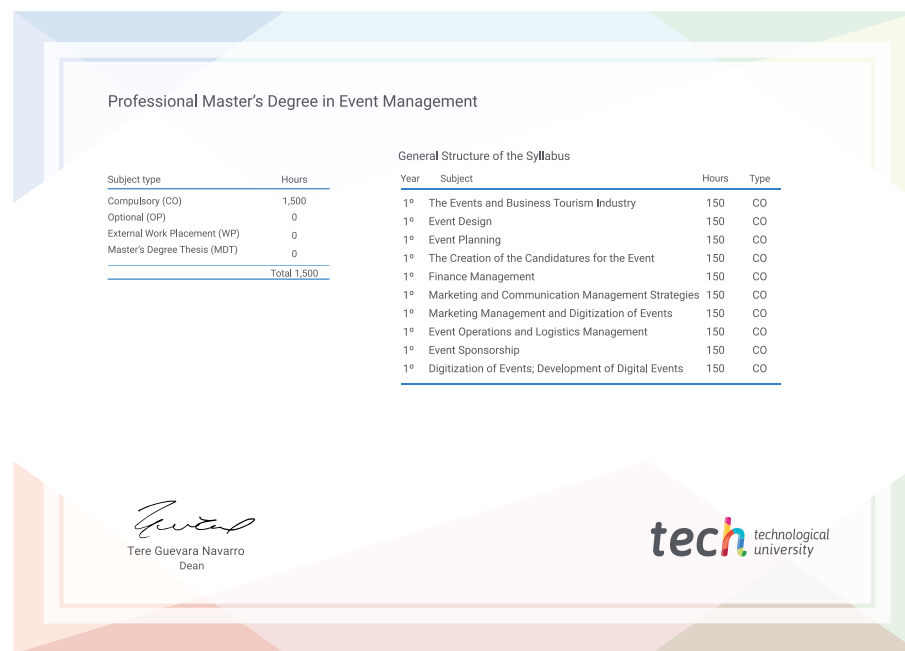 Professional Master's Degree in Event Management
Subject type Hours
Compulsory (CO) 1,500
Optional (OP) 0
External Work Placement (WP) 0
Master's Degree Thesis (MDT) 0
Total 1,500
General Structure of the Syllabus
Year Subject Hours Type
1º The Events and Business Tourism Industry 150 CO
1º Event Design 150 CO
1º Event Planning 150 CO
1º The Creation of the Candidatures for the Event 150 CO
1º Finance Management 150 CO
1º Marketing and Communication Management Strategies 150 CO
1º Marketing Management and Digitization of Events 150 CO
1º Event Operations and Logistics Management 150 CO
1º Event Sponsorship 150 CO
1º Digitization of Events; Development of Digital Events 150 CO
Tere Guevara Navarro
Dean
tech technological
university